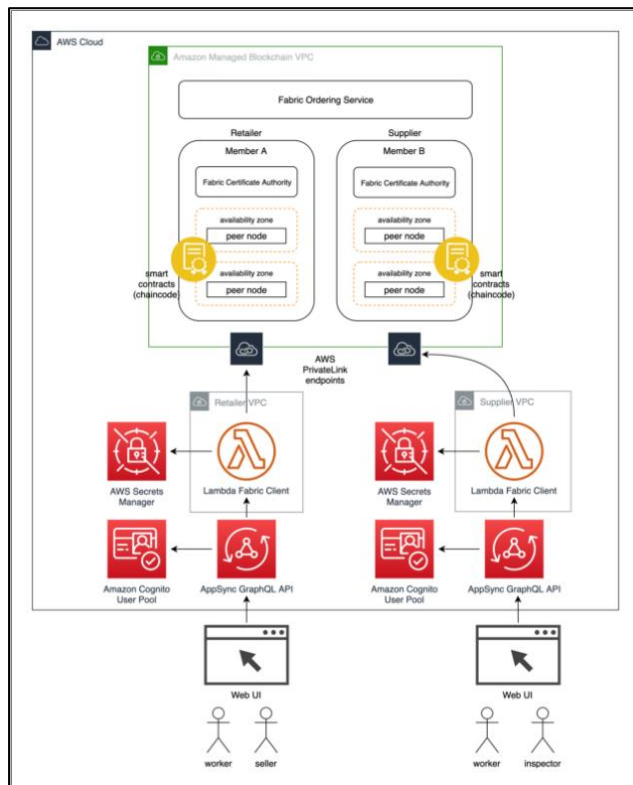 AWS Cloud
Amazon Managed Blockchain VPC
Fabric Ordering Service
Retailer
Member A
Fabric Certificate Authority
availability zone
peer node
availability zone
peer node
smart
contracts
(chaincode)
Supplier
Member B
Fabric Certificate Authority
availability zone
peer node
availability zone
peer node
smart
contracts
(chaincode)
AWS
PrivateLink
endpoints
Retailer VPC
AWS Secrets
Manager
Lambda Fabric Client
Amazon Cognito
User Pool
AppSync GraphQL API
Web UI
worker
seller
Supplier VPC
AWS Secrets
Manager
Lambda Fabric Client
Amazon Cognito
User Pool
AppSync GraphQL API
Web UI
worker
inspector